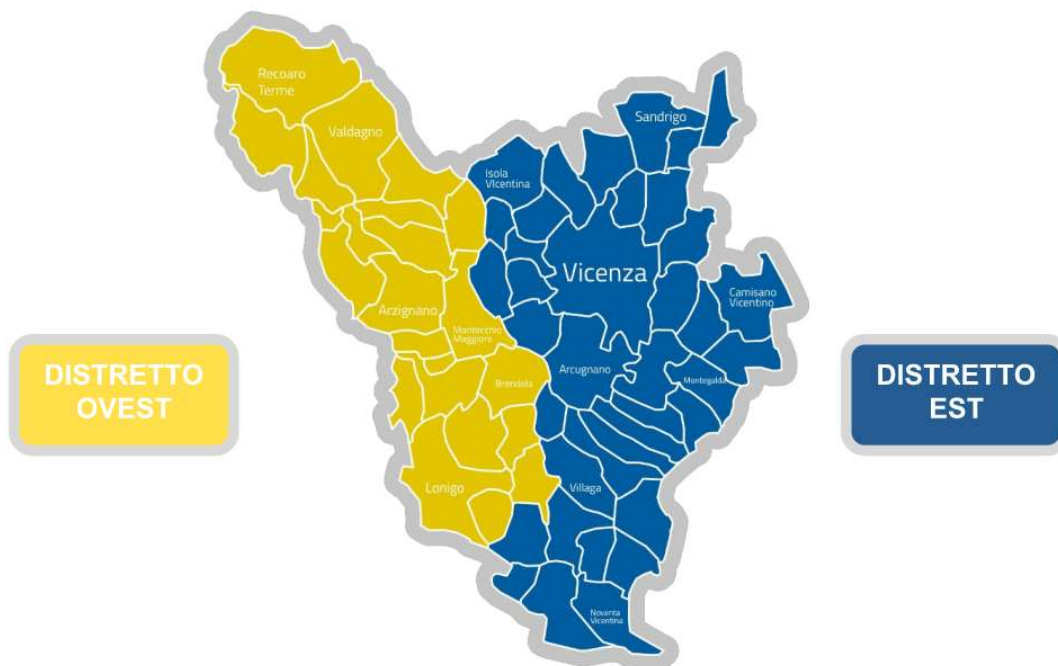 Recoaro
Terme
Valdagno
Sandrigo
Isola
Vicentina
Vicenza
Camisano
Vicentino
Arzignano
Montecchio
Maggiore
DISTRETTO
OVEST
Brendola
Arcugnano
Montegalda
DISTRETTO
EST
Lonigo
Villaga
Noventa
Vicentina